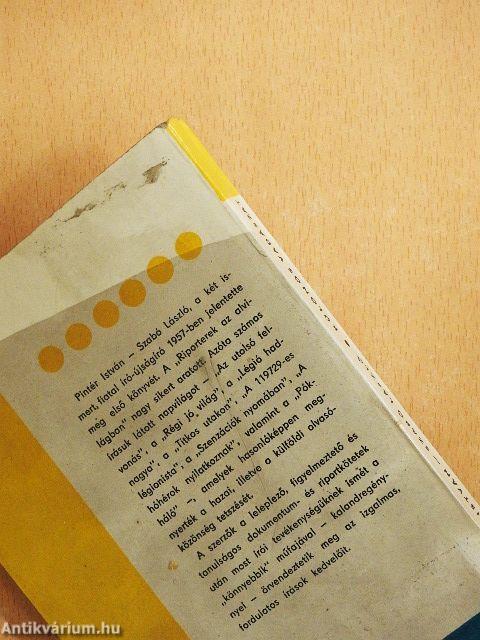 Pintér István – Szabó László, a két is-
mert, fiatal író-újságíró 1957-ben jelentette
meg első könyvét. A „Riporterek az alvi-
lágban" nagy sikert aratott. Azóta számos
írásuk látott napvilágot – „Az utolsó fel-
vonás", a „Régi jó világ", a „Légió had-
nagya", a „Titkos utakon", „A 119729-es
légionista", a „Szenzációk nyomában", „A
hóhérok nyilatkoznak", valamint a „Pók-
háló" –, amelyek hasonlóképpen meg-
nyerték a hazai, illetve a külföldi olvasó-
közönség tetszését.
A szerzők a leleplező, figyelmeztető és
tanulságos dokumentum- és riportkötetek
után most írói tevékenységüknek ismét a
„könnyebbik" műfajával – kalandregény-
nyel – örvendeztetik meg az izgalmas,
fordulatos írások kedvelőit.
Antikvárium.hu